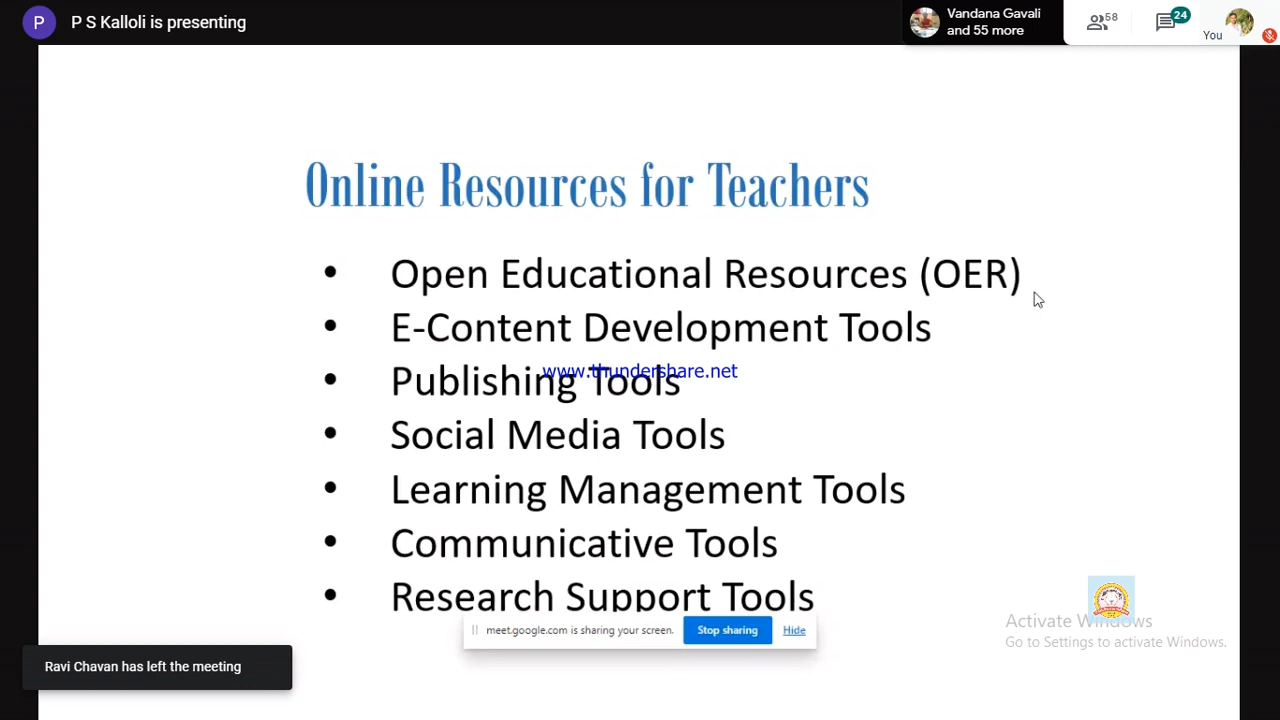 P
P S Kalloli is presenting
Vandana Gavali
and 55 more
58
24
You
Online Resources for Teachers
• Open Educational Resources (OER)
• E-Content Development Tools
www.thundershare.net
• Publishing Tools
• Social Media Tools
• Learning Management Tools
• Communicative Tools
• Research Support Tools
meet.google.com is sharing your screen.
Stop sharing
Hide
Activate Windows
Go to Settings to activate Windows.
Ravi Chavan has left the meeting